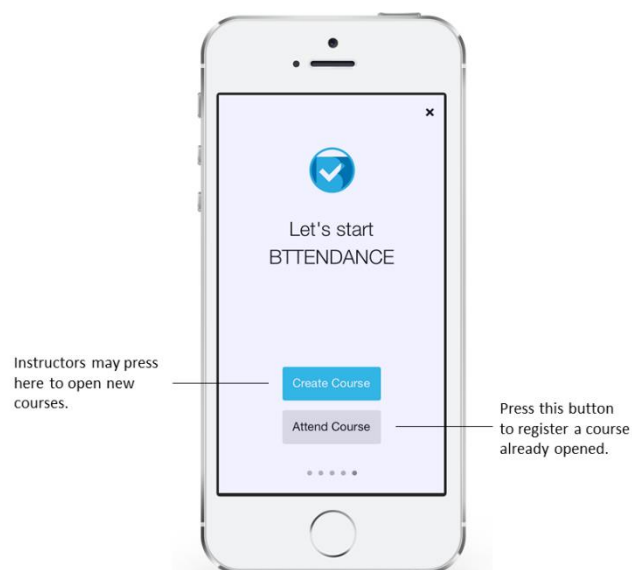 ×
Let's start
BTTENDANCE
Instructors may press
here to open new
courses.
Create Course
Attend Course
Press this button
to register a course
already opened.